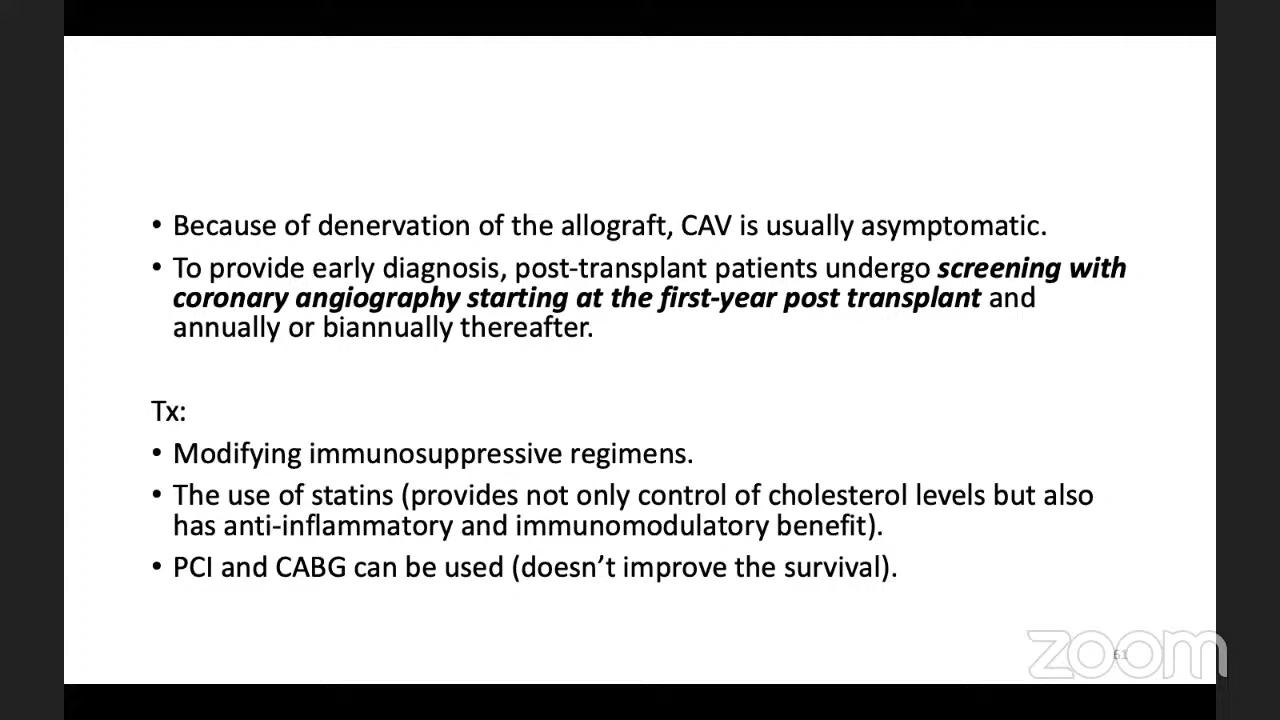 • Because of denervation of the allograft, CAV is usually asymptomatic.
• To provide early diagnosis, post-transplant patients undergo screening with
coronary angiography starting at the first-year post transplant and
annually or biannually thereafter.
Tx:
• Modifying immunosuppressive regimens.
• The use of statins (provides not only control of cholesterol levels but also
has anti-inflammatory and immunomodulatory benefit).
• PCI and CABG can be used (doesn’t improve the survival).
61
zoom